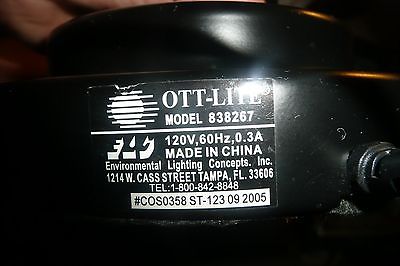 OTT-LITE®
MODEL 838267
ELC 120V,60Hz,0.3A
MADE IN CHINA
Environmental Lighting Concepts. Inc.
1214 W. CASS STREET TAMPA, FL. 33606
TEL:1-800-842-8848
#COS0358 ST-123 09 2005